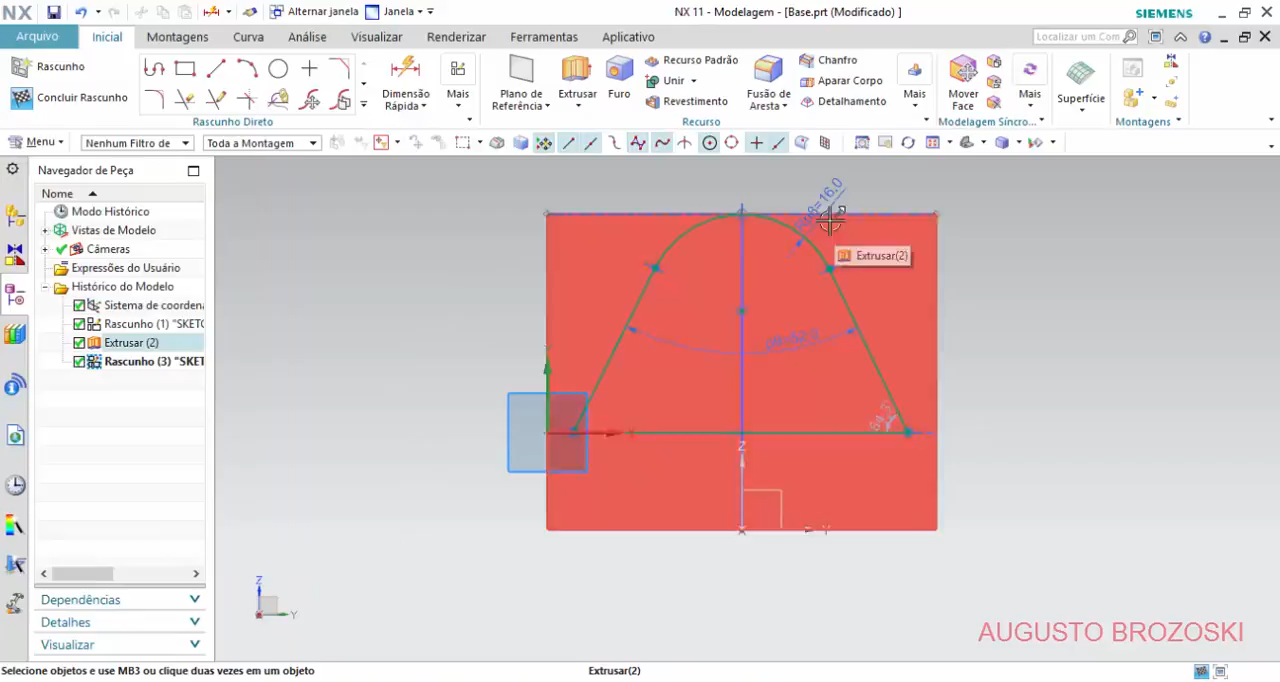 NX
Alternar janela
Janela
NX 11 - Modelagem - [Base.prt (Modificado) ]
SIEMENS
Arquivo
Inicial
Montagens
Curva
Análise
Visualizar
Renderizar
Ferramentas
Aplicativo
Localizar um Com
Rascunho
Concluir Rascunho
Rascunho Direto
Dimensão Rápida
Mais
Plano de Referência
Extrusar
Furo
Recurso Padrão
Unir
Revestimento
Fusão de Aresta
Chanfro
Aparar Corpo
Detalhamento
Mais
Recurso
Mover Face
Mais
Modelagem Síncro...
Superfície
Montagens
Menu
Nenhum Filtro de
Toda a Montagem
Navegador de Peça
Nome
Modo Histórico
Vistas de Modelo
Câmeras
Expressões do Usuário
Histórico do Modelo
Sistema de coordena
Rascunho (1) "SKETC
Extrusar (2)
Rascunho (3) "SKET
Dependências
Detalhes
Visualizar
Extrusar(2)
Z
Y
Z
Y
AUGUSTO BROZOSKI
Selecione objetos e use MB3 ou clique duas vezes em um objeto
Extrusar(2)